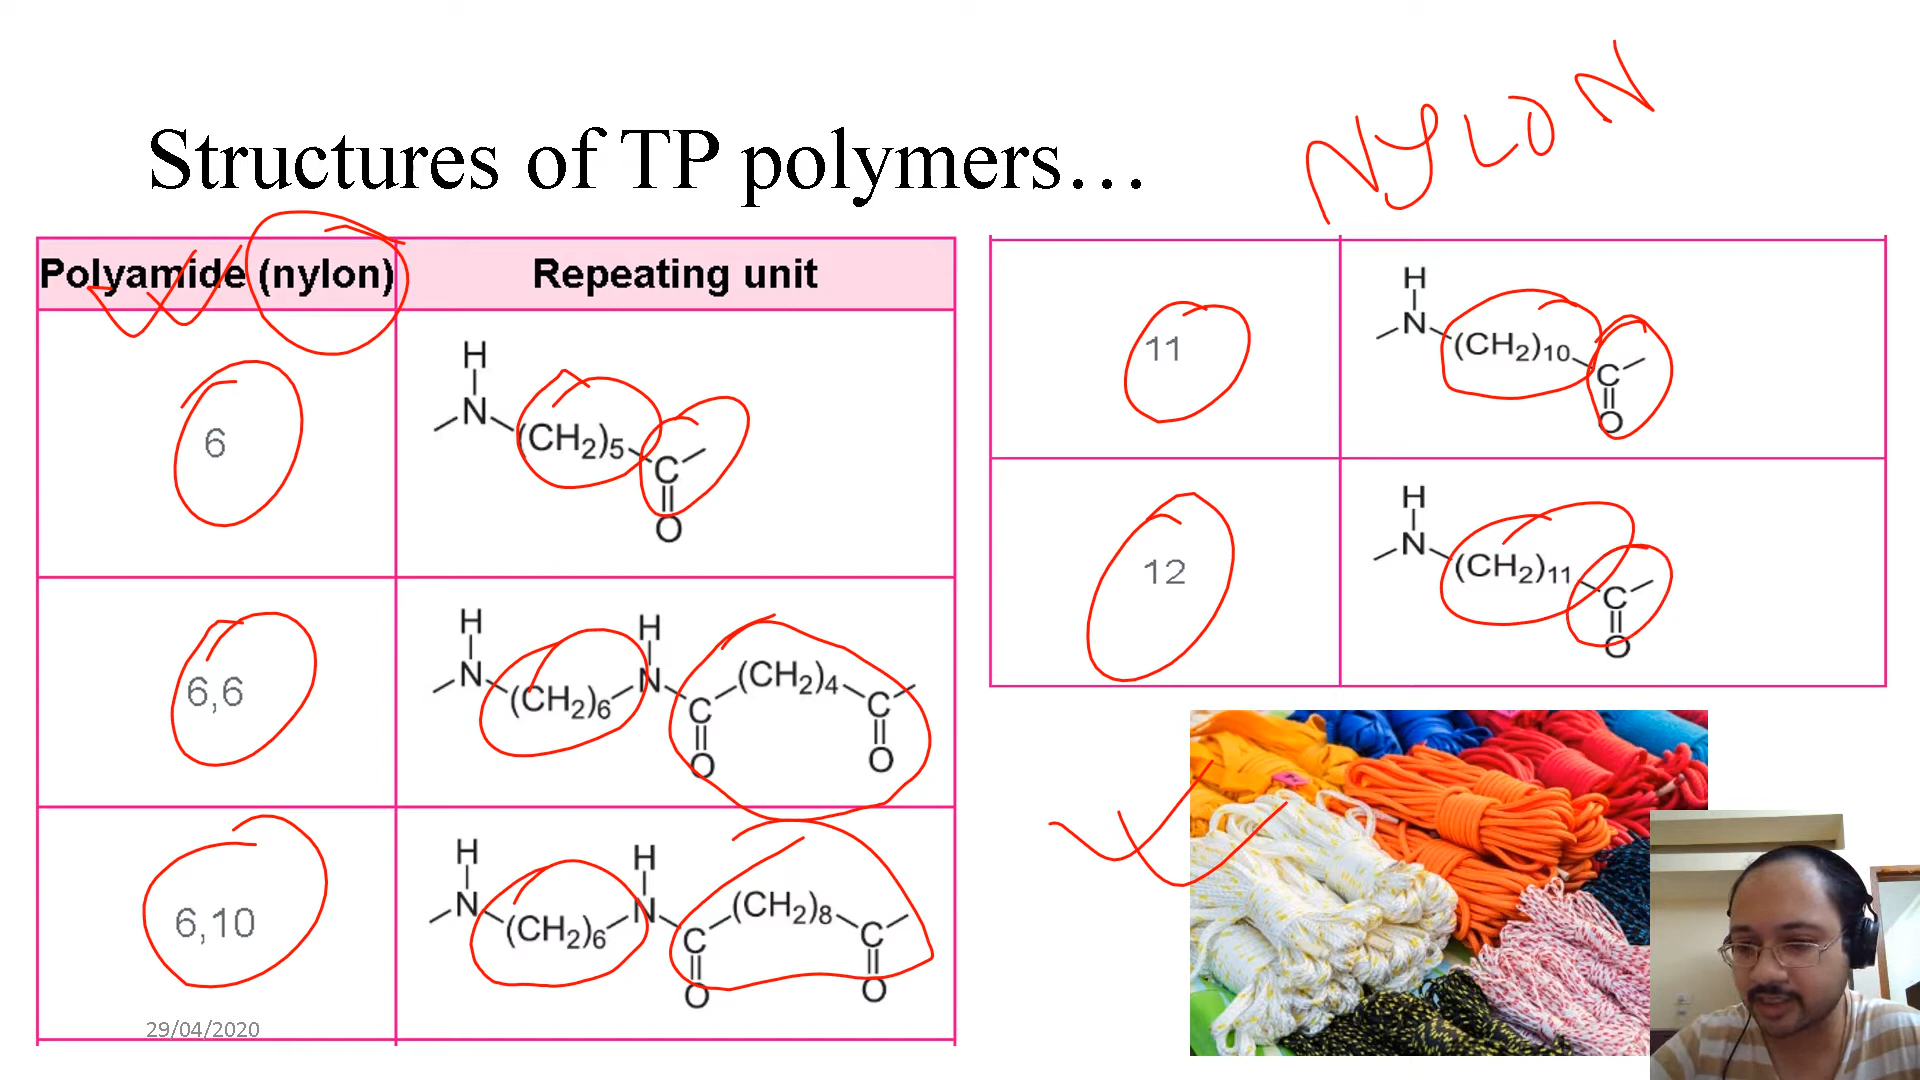 NYLON
Structures of TP polymers…
Polyamide (nylon) Repeating unit
6
H
N
(CH2)5
C
O
6,6
H H
N (CH2)6 N C (CH2)4 C
O O
6,10
H H
N (CH2)6 N C (CH2)8 C
O O
29/04/2020
11
H
N
(CH2)10
C
O
12
H
N
(CH2)11
C
O